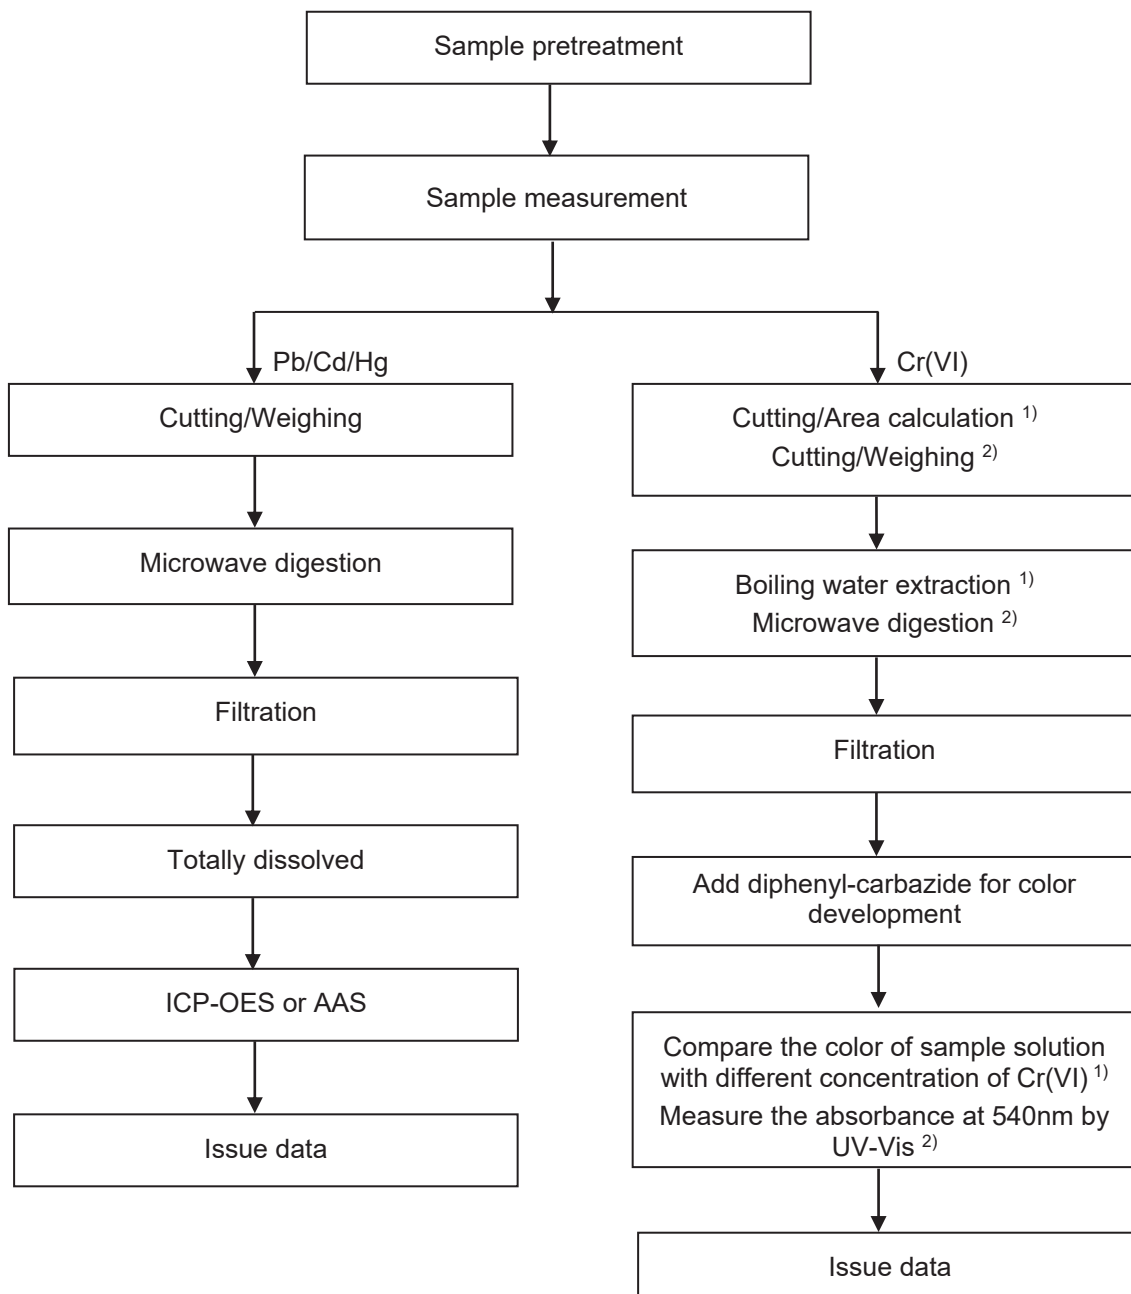 Sample pretreatment
Sample measurement
Pb/Cd/Hg
Cutting/Weighing
Microwave digestion
Filtration
Totally dissolved
ICP-OES or AAS
Issue data
Cr(VI)
Cutting/Area calculation 1)
Cutting/Weighing 2)
Boiling water extraction 1)
Microwave digestion 2)
Filtration
Add diphenyl-carbazide for color
development
Compare the color of sample solution
with different concentration of Cr(VI) 1)
Measure the absorbance at 540nm by
UV-Vis 2)
Issue data